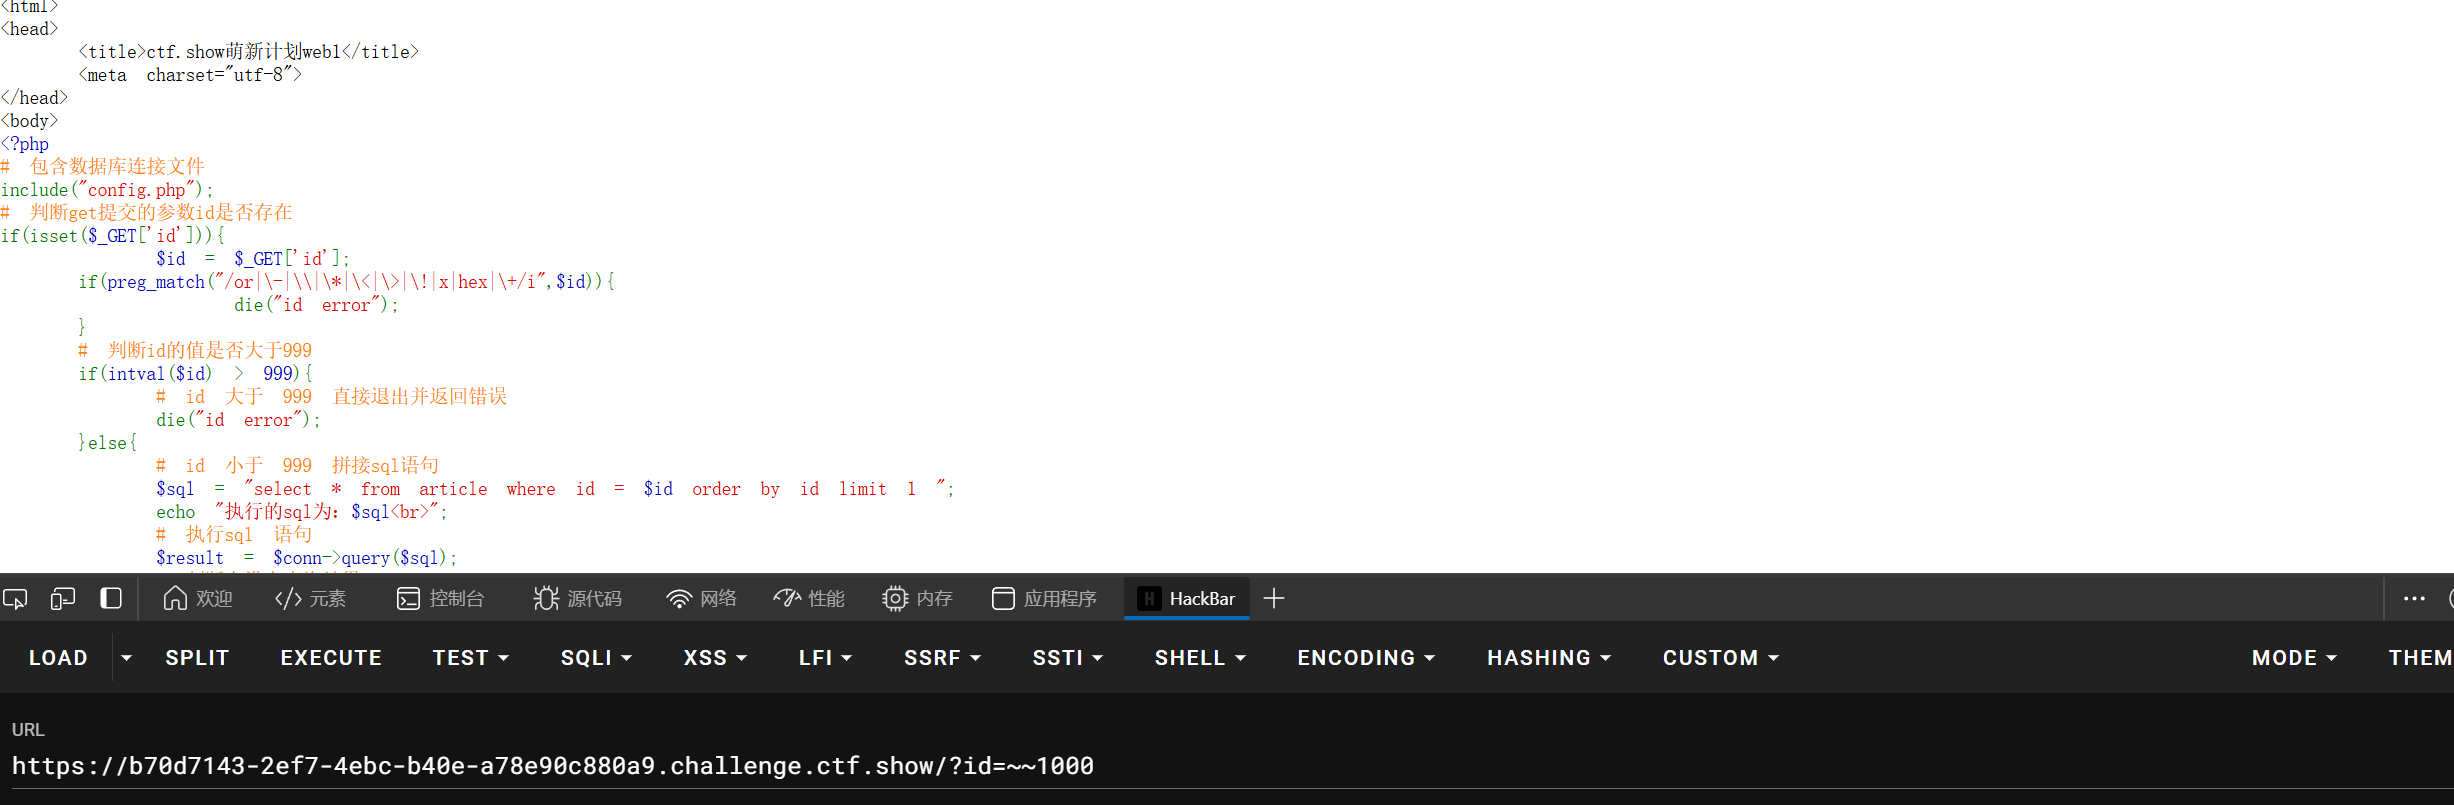 <html>
<head>
<title>ctf.show萌新计划web1</title>
<meta charset="utf-8">
</head>
<body>
<?php
# 包含数据库连接文件
include("config.php");
# 判断get提交的参数id是否存在
if(isset($_GET['id'])){
$id = $_GET['id'];
if(preg_match("/or|\-|\\|\*|\<|\>|\!|x|hex|\+/i",$id)){
die("id error");
}
# 判断id的值是否大于999
if(intval($id) > 999){
# id 大于 999 直接退出并返回错误
die("id error");
}else{
# id 小于 999 拼接sql语句
$sql = "select * from article where id = $id order by id limit 1 ";
echo "执行的sql为：$sql<br>";
# 执行sql 语句
$result = $conn->query($sql);
欢迎 元素 控制台 源代码 网络 性能 内存 应用程序 HackBar
LOAD SPLIT EXECUTE TEST SQLI XSS LFI SSRF SSTI SHELL ENCODING HASHING CUSTOM MODE THEM
URL
https://b70d7143-2ef7-4ebc-b40e-a78e90c880a9.challenge.ctf.show/?id=~~1000